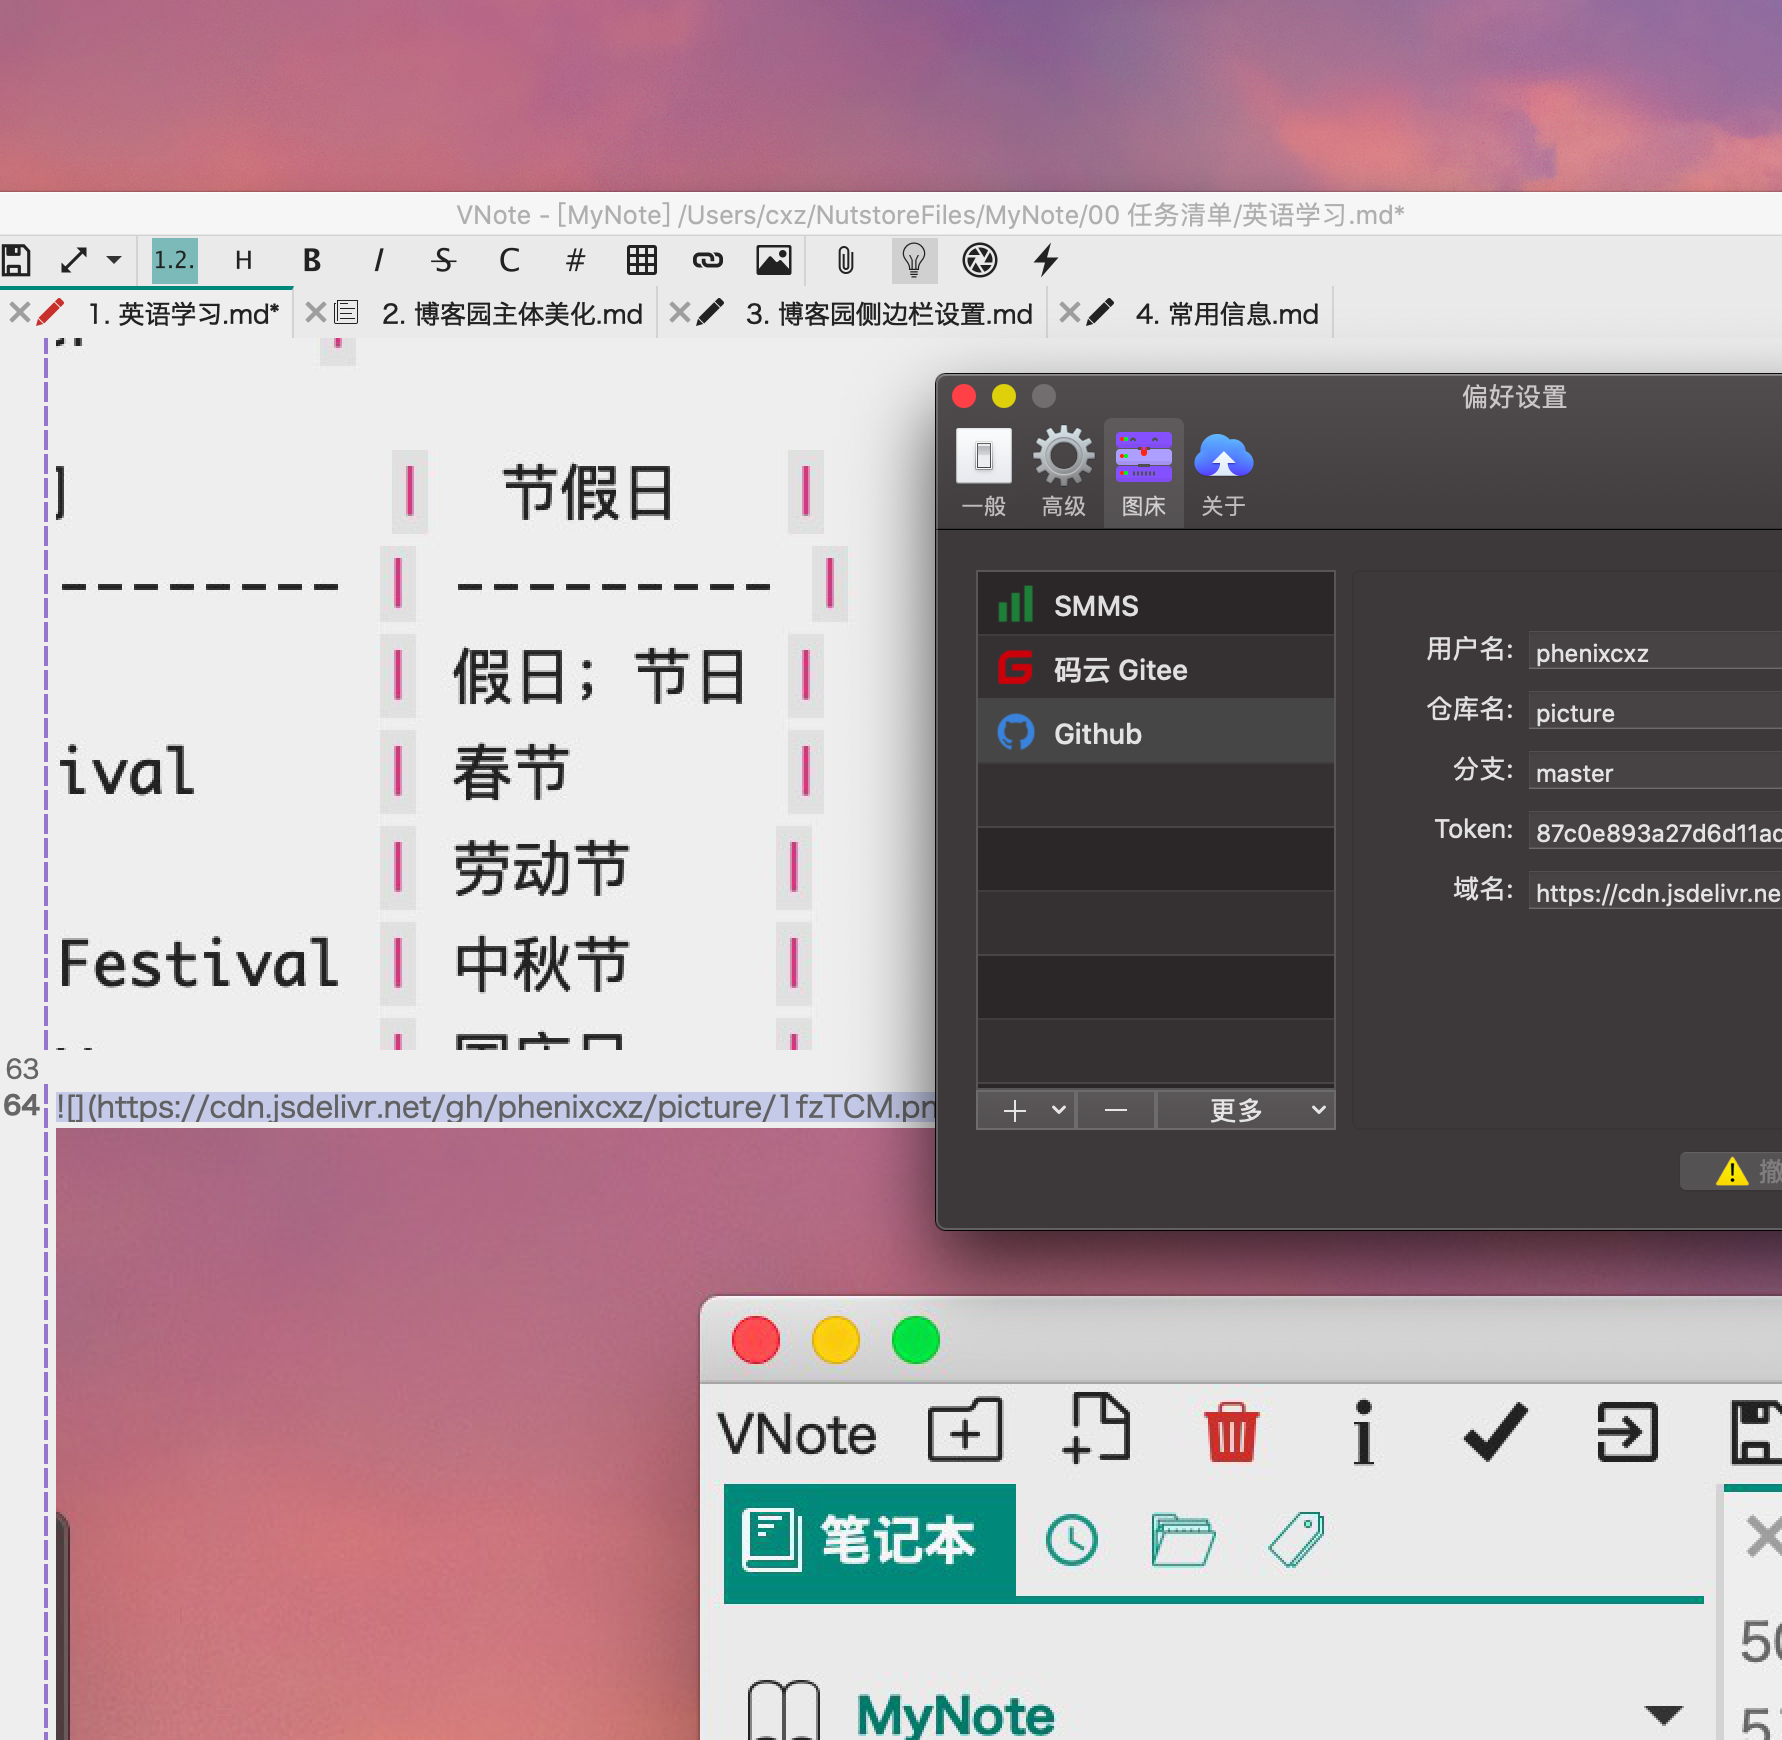 VNote - [MyNote] /Users/cxz/NutstoreFiles/MyNote/00 任务清单/英语学习.md*
1.2. H B I S C #
1. 英语学习.md* 2. 博客园主体美化.md 3. 博客园侧边栏设置.md 4. 常用信息.md
| 节假日 |
-------- | --------- |
| 假日；节日 |
ival | 春节 |
| 劳动节 |
Festival | 中秋节 |
63
64 ![](https://cdn.jsdelivr.net/gh/phenixcxz/picture/1fzTCM.pn
偏好设置
一般 高级 图床 关于
SMMS
码云 Gitee
Github
更多
用户名: phenixcxz
仓库名: picture
分支: master
Token: 87c0e893a27d6d11ac
域名: https://cdn.jsdelivr.ne
撤
VNote
笔记本
50
MyNote